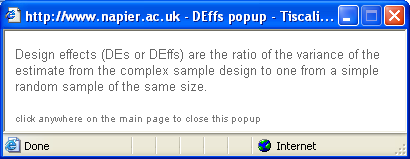 http://www.napier.ac.uk - DEffs popup - Tiscali...
Design effects (DEs or DEffs) are the ratio of the variance of the
estimate from the complex sample design to one from a simple
random sample of the same size.
click anywhere on the main page to close this popup
Done Internet